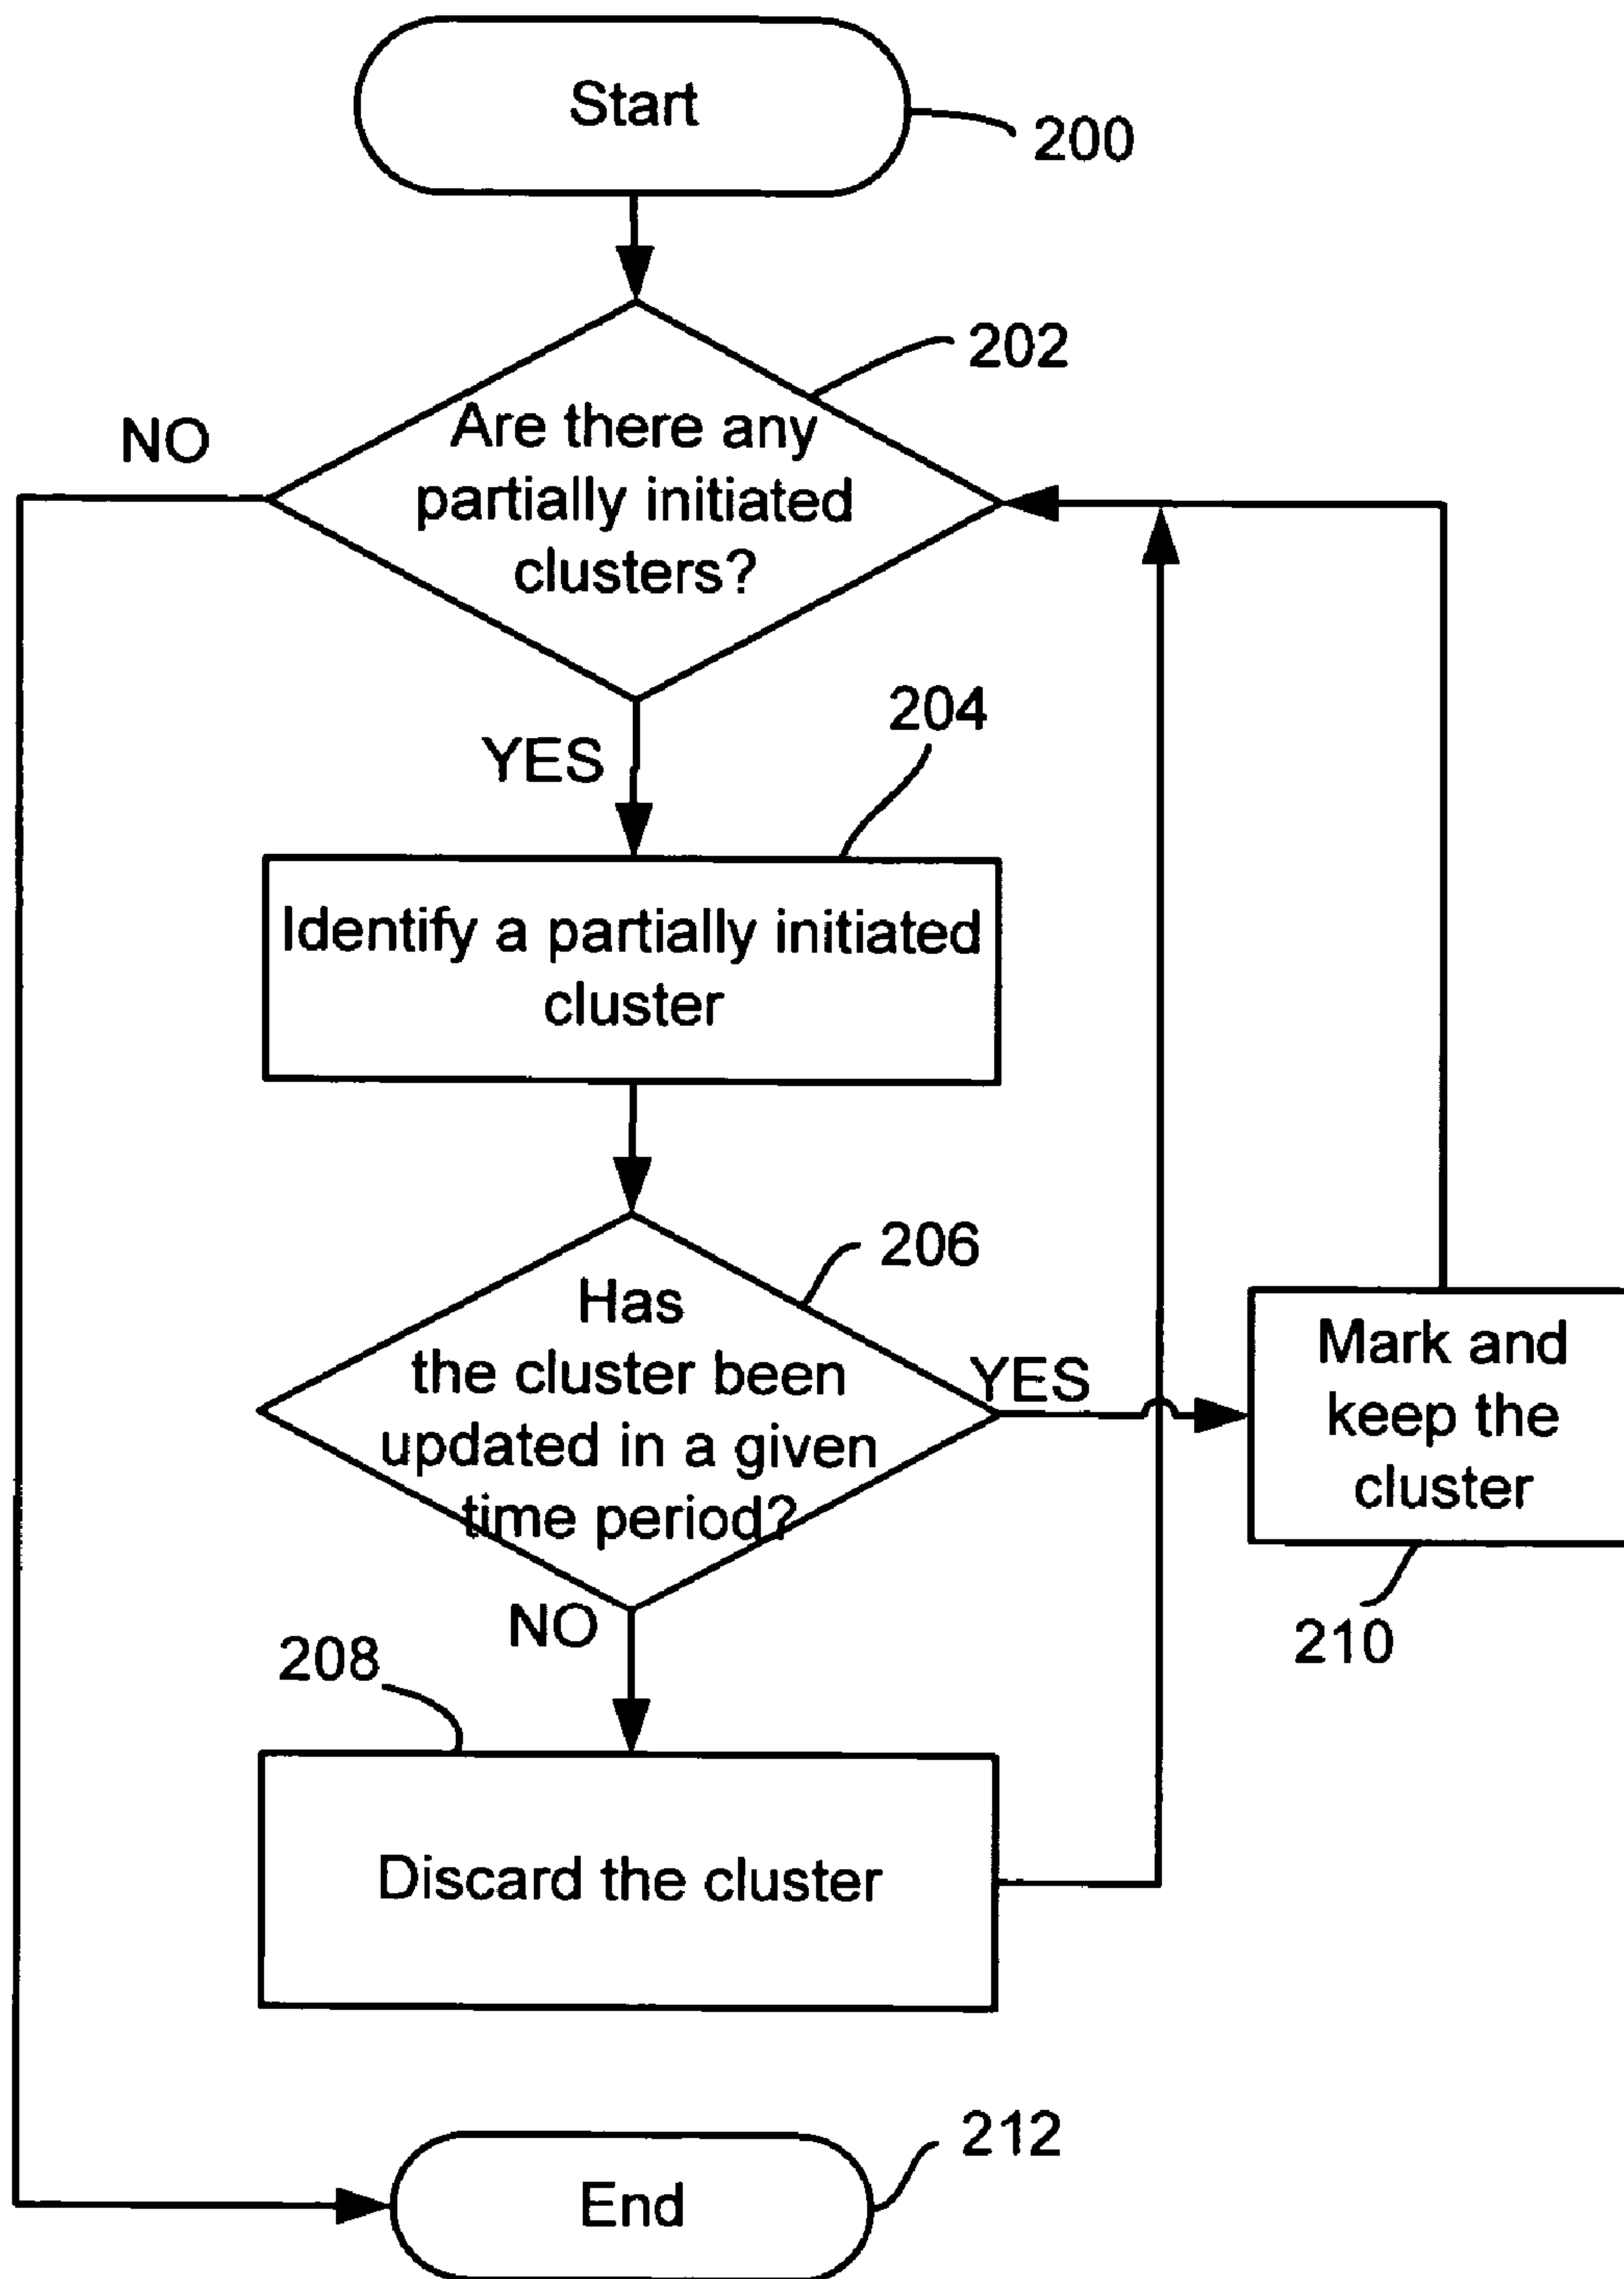 Start
200
202
NO
Are there any
partially initiated
clusters?
204
YES
Identify a partially initiated
cluster
206
Has
the cluster been
updated in a given
time period?
YES
Mark and
keep the
cluster
210
NO
208
Discard the cluster
212
End